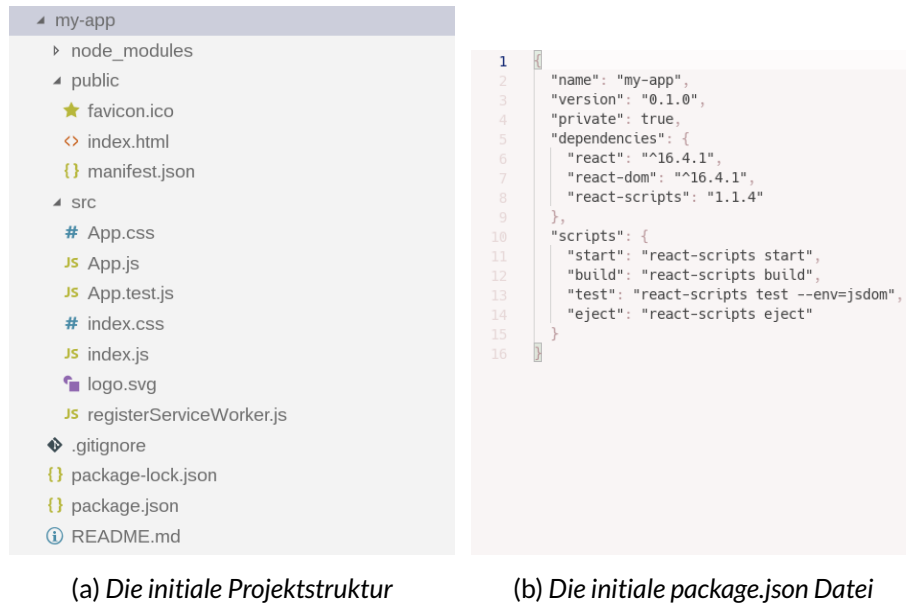 my-app
node_modules
public
favicon.ico
index.html
manifest.json
src
App.css
App.js
App.test.js
index.css
index.js
logo.svg
registerServiceWorker.js
.gitignore
package-lock.json
package.json
README.md
(a) Die initiale Projektstruktur
1 {
2 "name": "my-app",
3 "version": "0.1.0",
4 "private": true,
5 "dependencies": {
6 "react": "^16.4.1",
7 "react-dom": "^16.4.1",
8 "react-scripts": "1.1.4"
9 },
10 "scripts": {
11 "start": "react-scripts start",
12 "build": "react-scripts build",
13 "test": "react-scripts test --env=jsdom",
14 "eject": "react-scripts eject"
15 }
16 }
(b) Die initiale package.json Datei